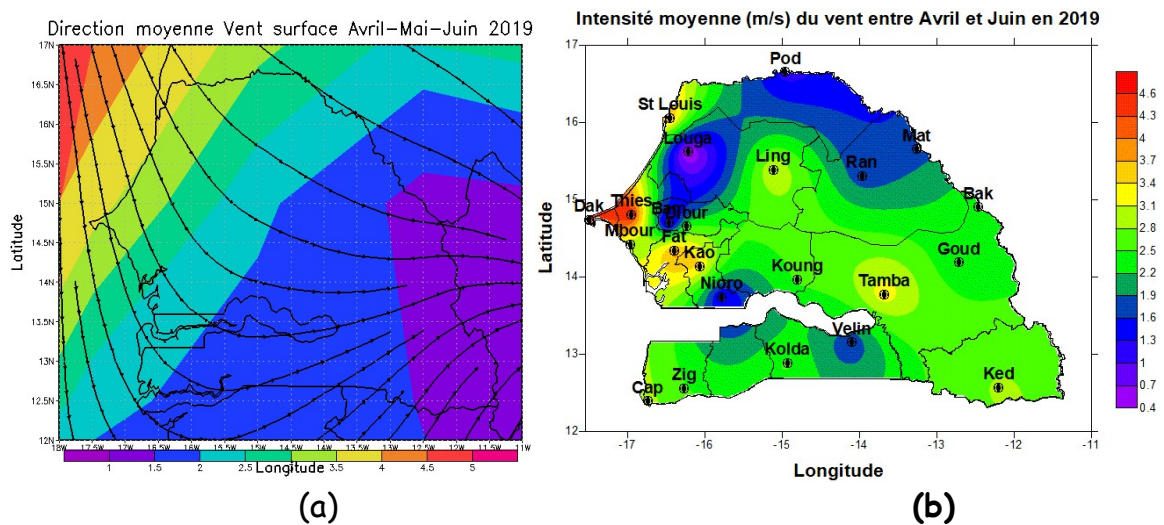 Direction moyenne Vent surface Avril-Mai-Juin 2019
17N
16.5N
16N
15.5N
15N
14.5N
14N
13.5N
13N
12.5N
12N
Latitude
18W 17.5W 17W 16.5W 16W 15.5W 15W 14.5W 14W 13.5W 13W 12.5W 12W 11.5W 11W
1 1.5 2 2.5 3 3.5 4 4.5 5
Longitude
(a)
Intensité moyenne (m/s) du vent entre Avril et Juin en 2019
17
16
15
14
13
12
Latitude
Pod
St Louis
Louga
Mat
Ling
Ran
Dak
Thies
Bak
Mbour
Fat
Kao
Goud
Koung
Tamba
Nioro
Velin
Kolda
Zig
Cap
Ked
-17 -16 -15 -14 -13 -12 -11
Longitude
4.6
4.3
4
3.7
3.4
3.1
2.8
2.5
2.2
1.9
1.6
1.3
1
0.7
0.4
(b)